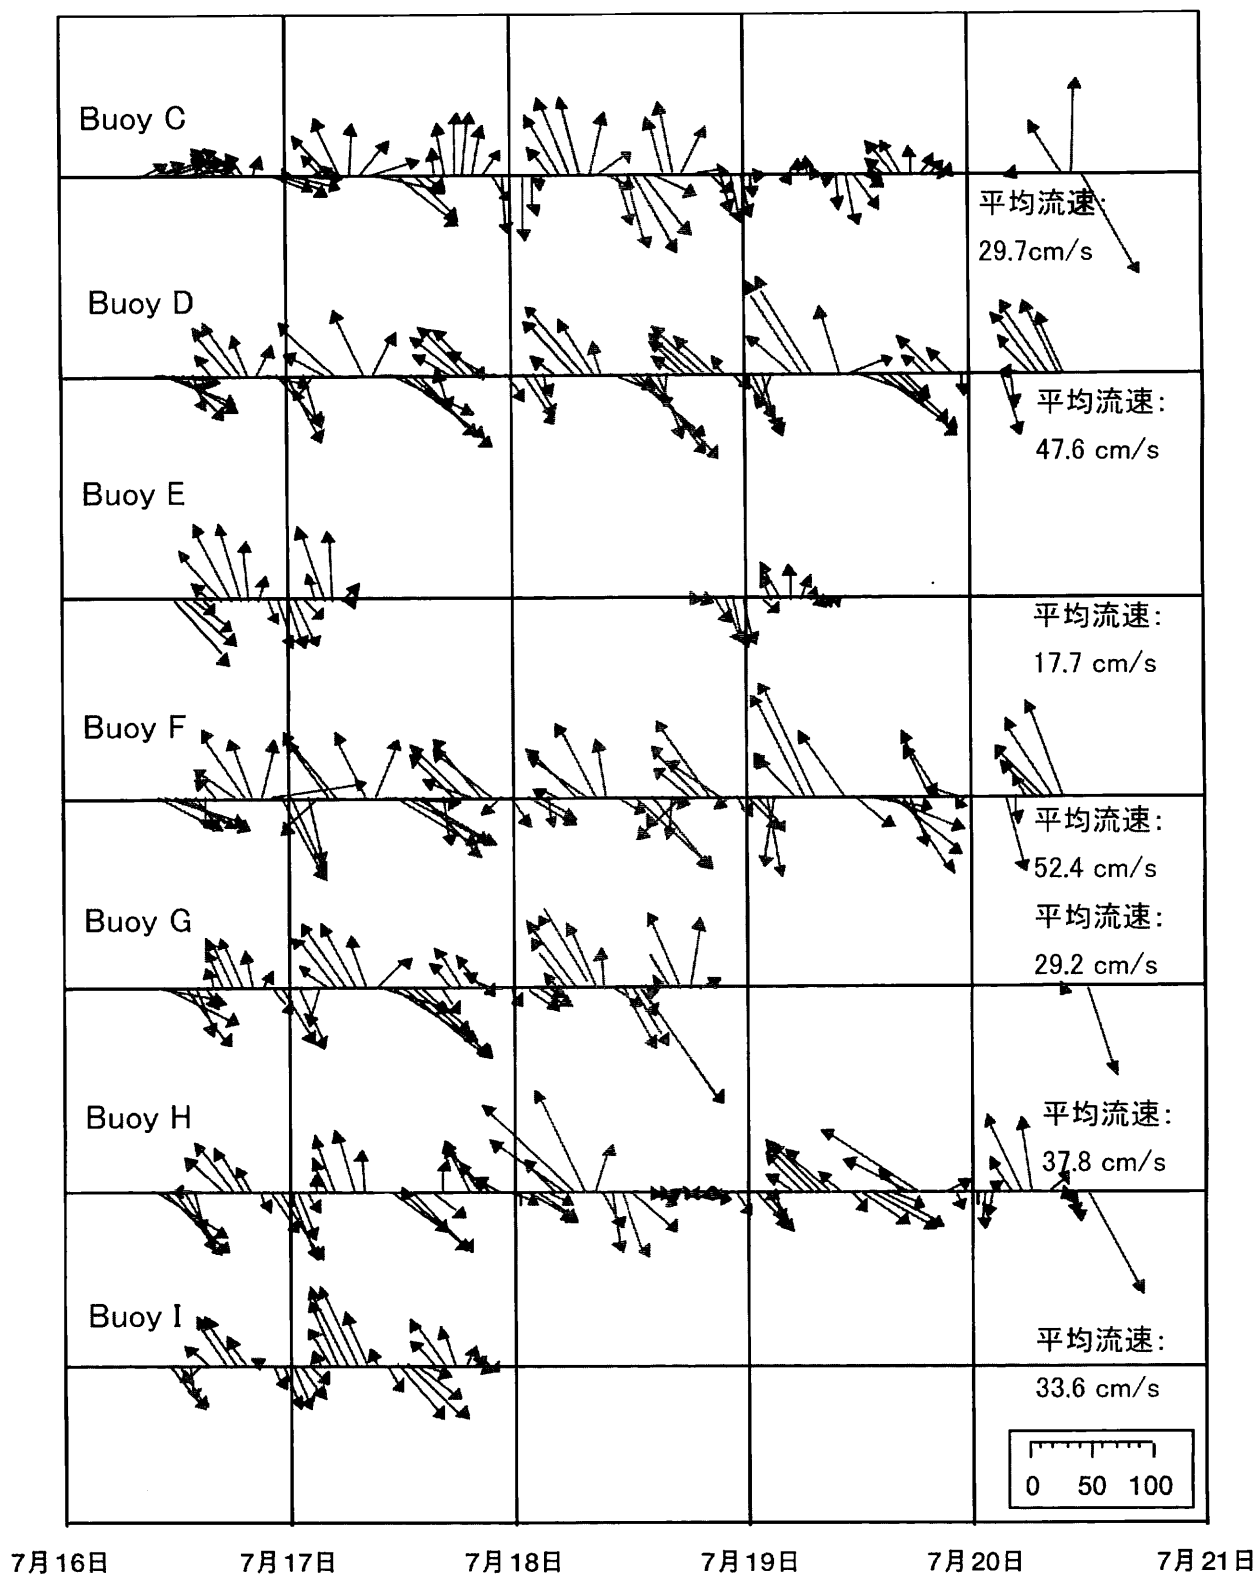 Buoy C
平均流速:
29.7cm/s
Buoy D
平均流速:
47.6 cm/s
Buoy E
平均流速:
17.7 cm/s
Buoy F
平均流速:
52.4 cm/s
Buoy G
平均流速:
29.2 cm/s
Buoy H
平均流速:
37.8 cm/s
Buoy I
平均流速:
33.6 cm/s
0 50 100
7月16日 7月17日 7月18日 7月19日 7月20日 7月21日